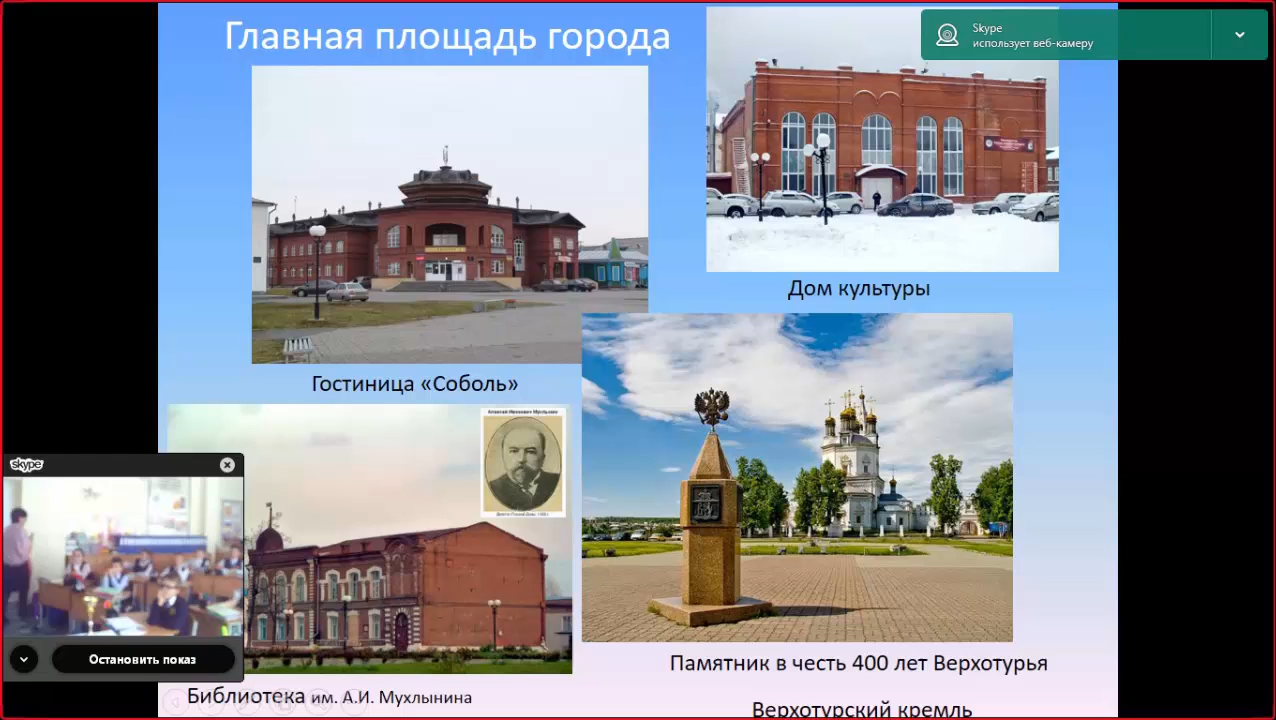 Главная площадь города
Skype
использует веб-камеру
Дом культуры
Гостиница «Соболь»
skype
Остановить показ
Памятник в честь 400 лет Верхотурья
Библиотека им. А.И. Мухлынина
Верхотурский кремль